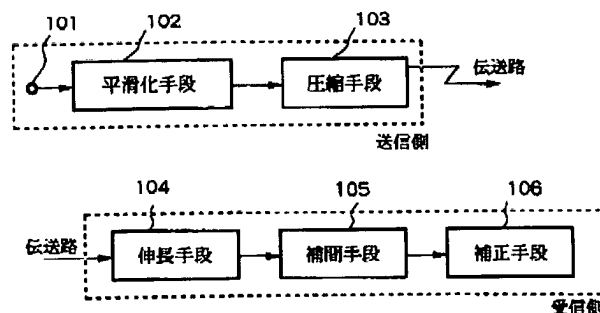 101
102
103
平滑化手段
圧縮手段
伝送路
送信側
104
105
106
伝送路
伸長手段
補間手段
補正手段
受信側